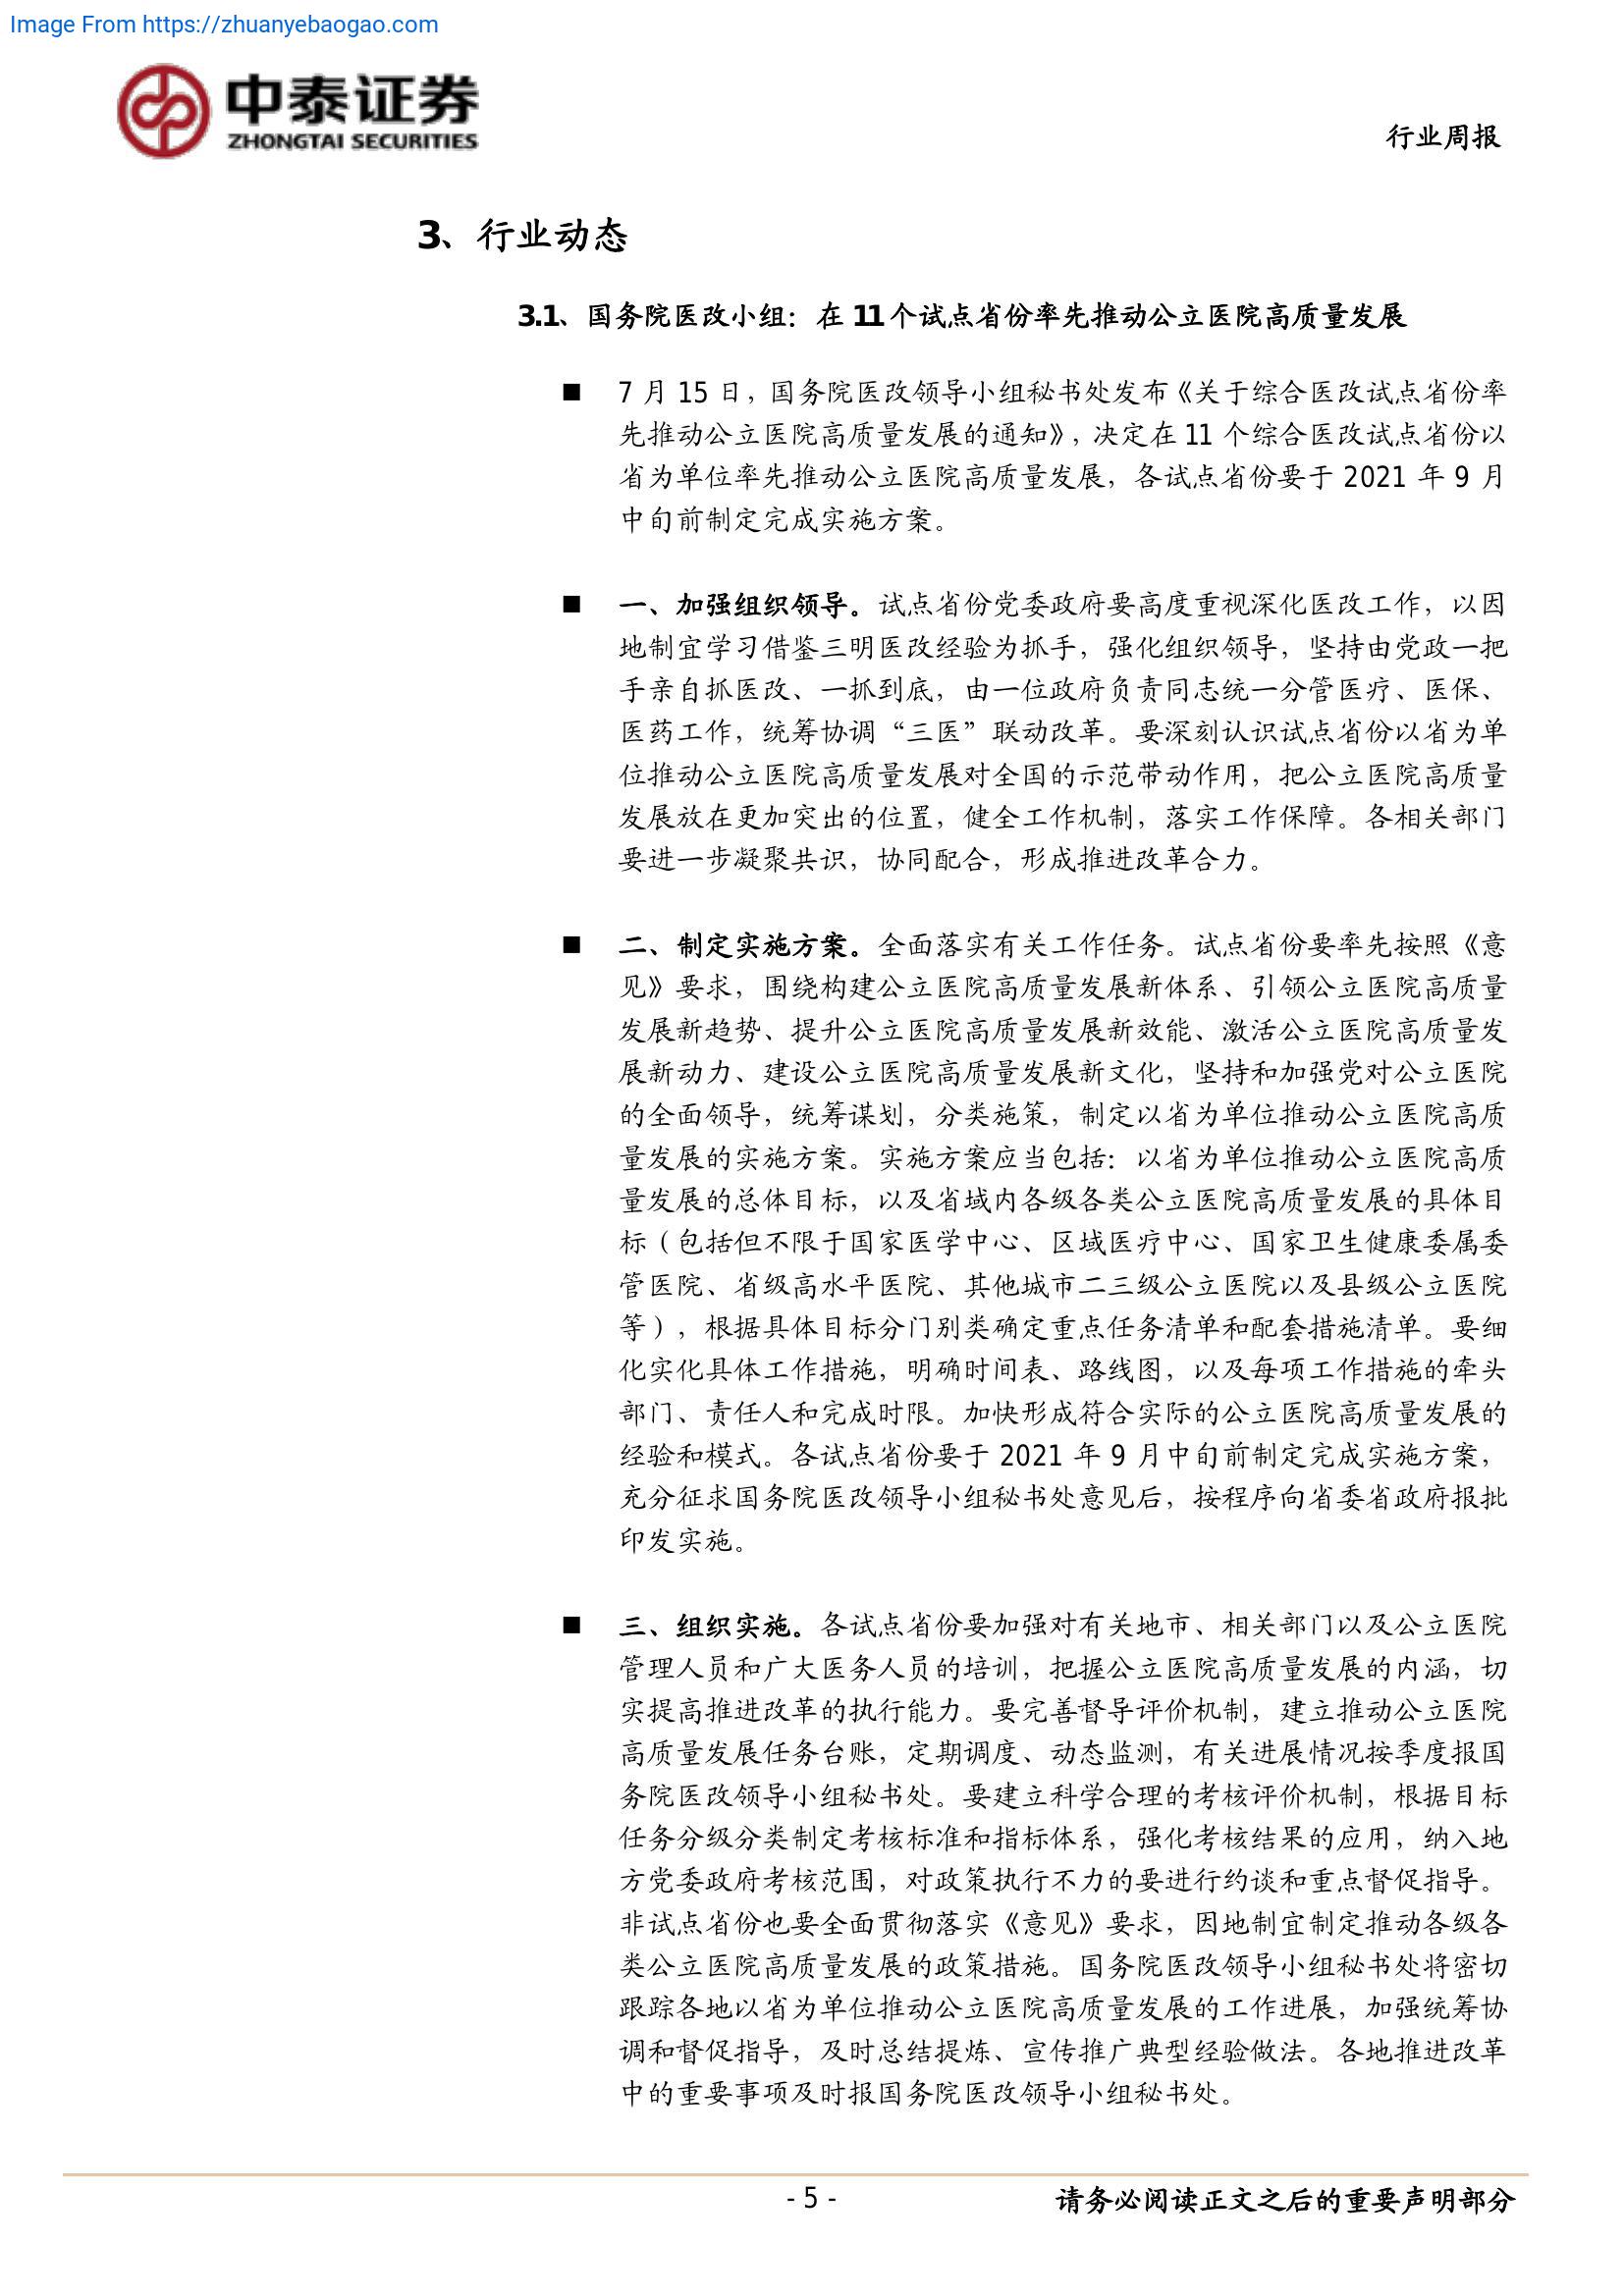 Image From https://zhuanyebaogao.com
中泰证券
ZHONGTAI SECURITIES
行业周报
3、行业动态
3.1、国务院医改小组：在 11 个试点省份率先推动公立医院高质量发展
■ 7 月 15 日，国务院医改领导小组秘书处发布《关于综合医改试点省份率
先推动公立医院高质量发展的通知》，决定在 11 个综合医改试点省份以
省为单位率先推动公立医院高质量发展，各试点省份要于 2021 年 9 月
中旬前制定完成实施方案。
■ 一、加强组织领导。试点省份党委政府要高度重视深化医改工作，以因
地制宜学习借鉴三明医改经验为抓手，强化组织领导，坚持由党政一把
手亲自抓医改、一抓到底，由一位政府负责同志统一分管医疗、医保、
医药工作，统筹协调“三医”联动改革。要深刻认识试点省份以省为单
位推动公立医院高质量发展对全国的示范带动作用，把公立医院高质量
发展放在更加突出的位置，健全工作机制，落实工作保障。各相关部门
要进一步凝聚共识，协同配合，形成推进改革合力。
■ 二、制定实施方案。全面落实有关工作任务。试点省份要率先按照《意
见》要求，围绕构建公立医院高质量发展新体系、引领公立医院高质量
发展新趋势、提升公立医院高质量发展新效能、激活公立医院高质量发
展新动力、建设公立医院高质量发展新文化，坚持和加强党对公立医院
的全面领导，统筹谋划，分类施策，制定以省为单位推动公立医院高质
量发展的实施方案。实施方案应当包括：以省为单位推动公立医院高质
量发展的总体目标，以及省域内各级各类公立医院高质量发展的具体目
标（包括但不限于国家医学中心、区域医疗中心、国家卫生健康委属委
管医院、省级高水平医院、其他城市二三级公立医院以及县级公立医院
等），根据具体目标分门别类确定重点任务清单和配套措施清单。要细
化实化具体工作措施，明确时间表、路线图，以及每项工作措施的牵头
部门、责任人和完成时限。加快形成符合实际的公立医院高质量发展的
经验和模式。各试点省份要于 2021 年 9 月中旬前制定完成实施方案，
充分征求国务院医改领导小组秘书处意见后，按程序向省委省政府报批
印发实施。
■ 三、组织实施。各试点省份要加强对有关地市、相关部门以及公立医院
管理人员和广大医务人员的培训，把握公立医院高质量发展的内涵，切
实提高推进改革的执行能力。要完善督导评价机制，建立推动公立医院
高质量发展任务台账，定期调度、动态监测，有关进展情况按季度报国
务院医改领导小组秘书处。要建立科学合理的考核评价机制，根据目标
任务分级分类制定考核标准和指标体系，强化考核结果的应用，纳入地
方党委政府考核范围，对政策执行不力的要进行约谈和重点督促指导。
非试点省份也要全面贯彻落实《意见》要求，因地制宜制定推动各级各
类公立医院高质量发展的政策措施。国务院医改领导小组秘书处将密切
跟踪各地以省为单位推动公立医院高质量发展的工作进展，加强统筹协
调和督促指导，及时总结提炼、宣传推广典型经验做法。各地推进改革
中的重要事项及时报国务院医改领导小组秘书处。
- 5 -
请务必阅读正文之后的重要声明部分